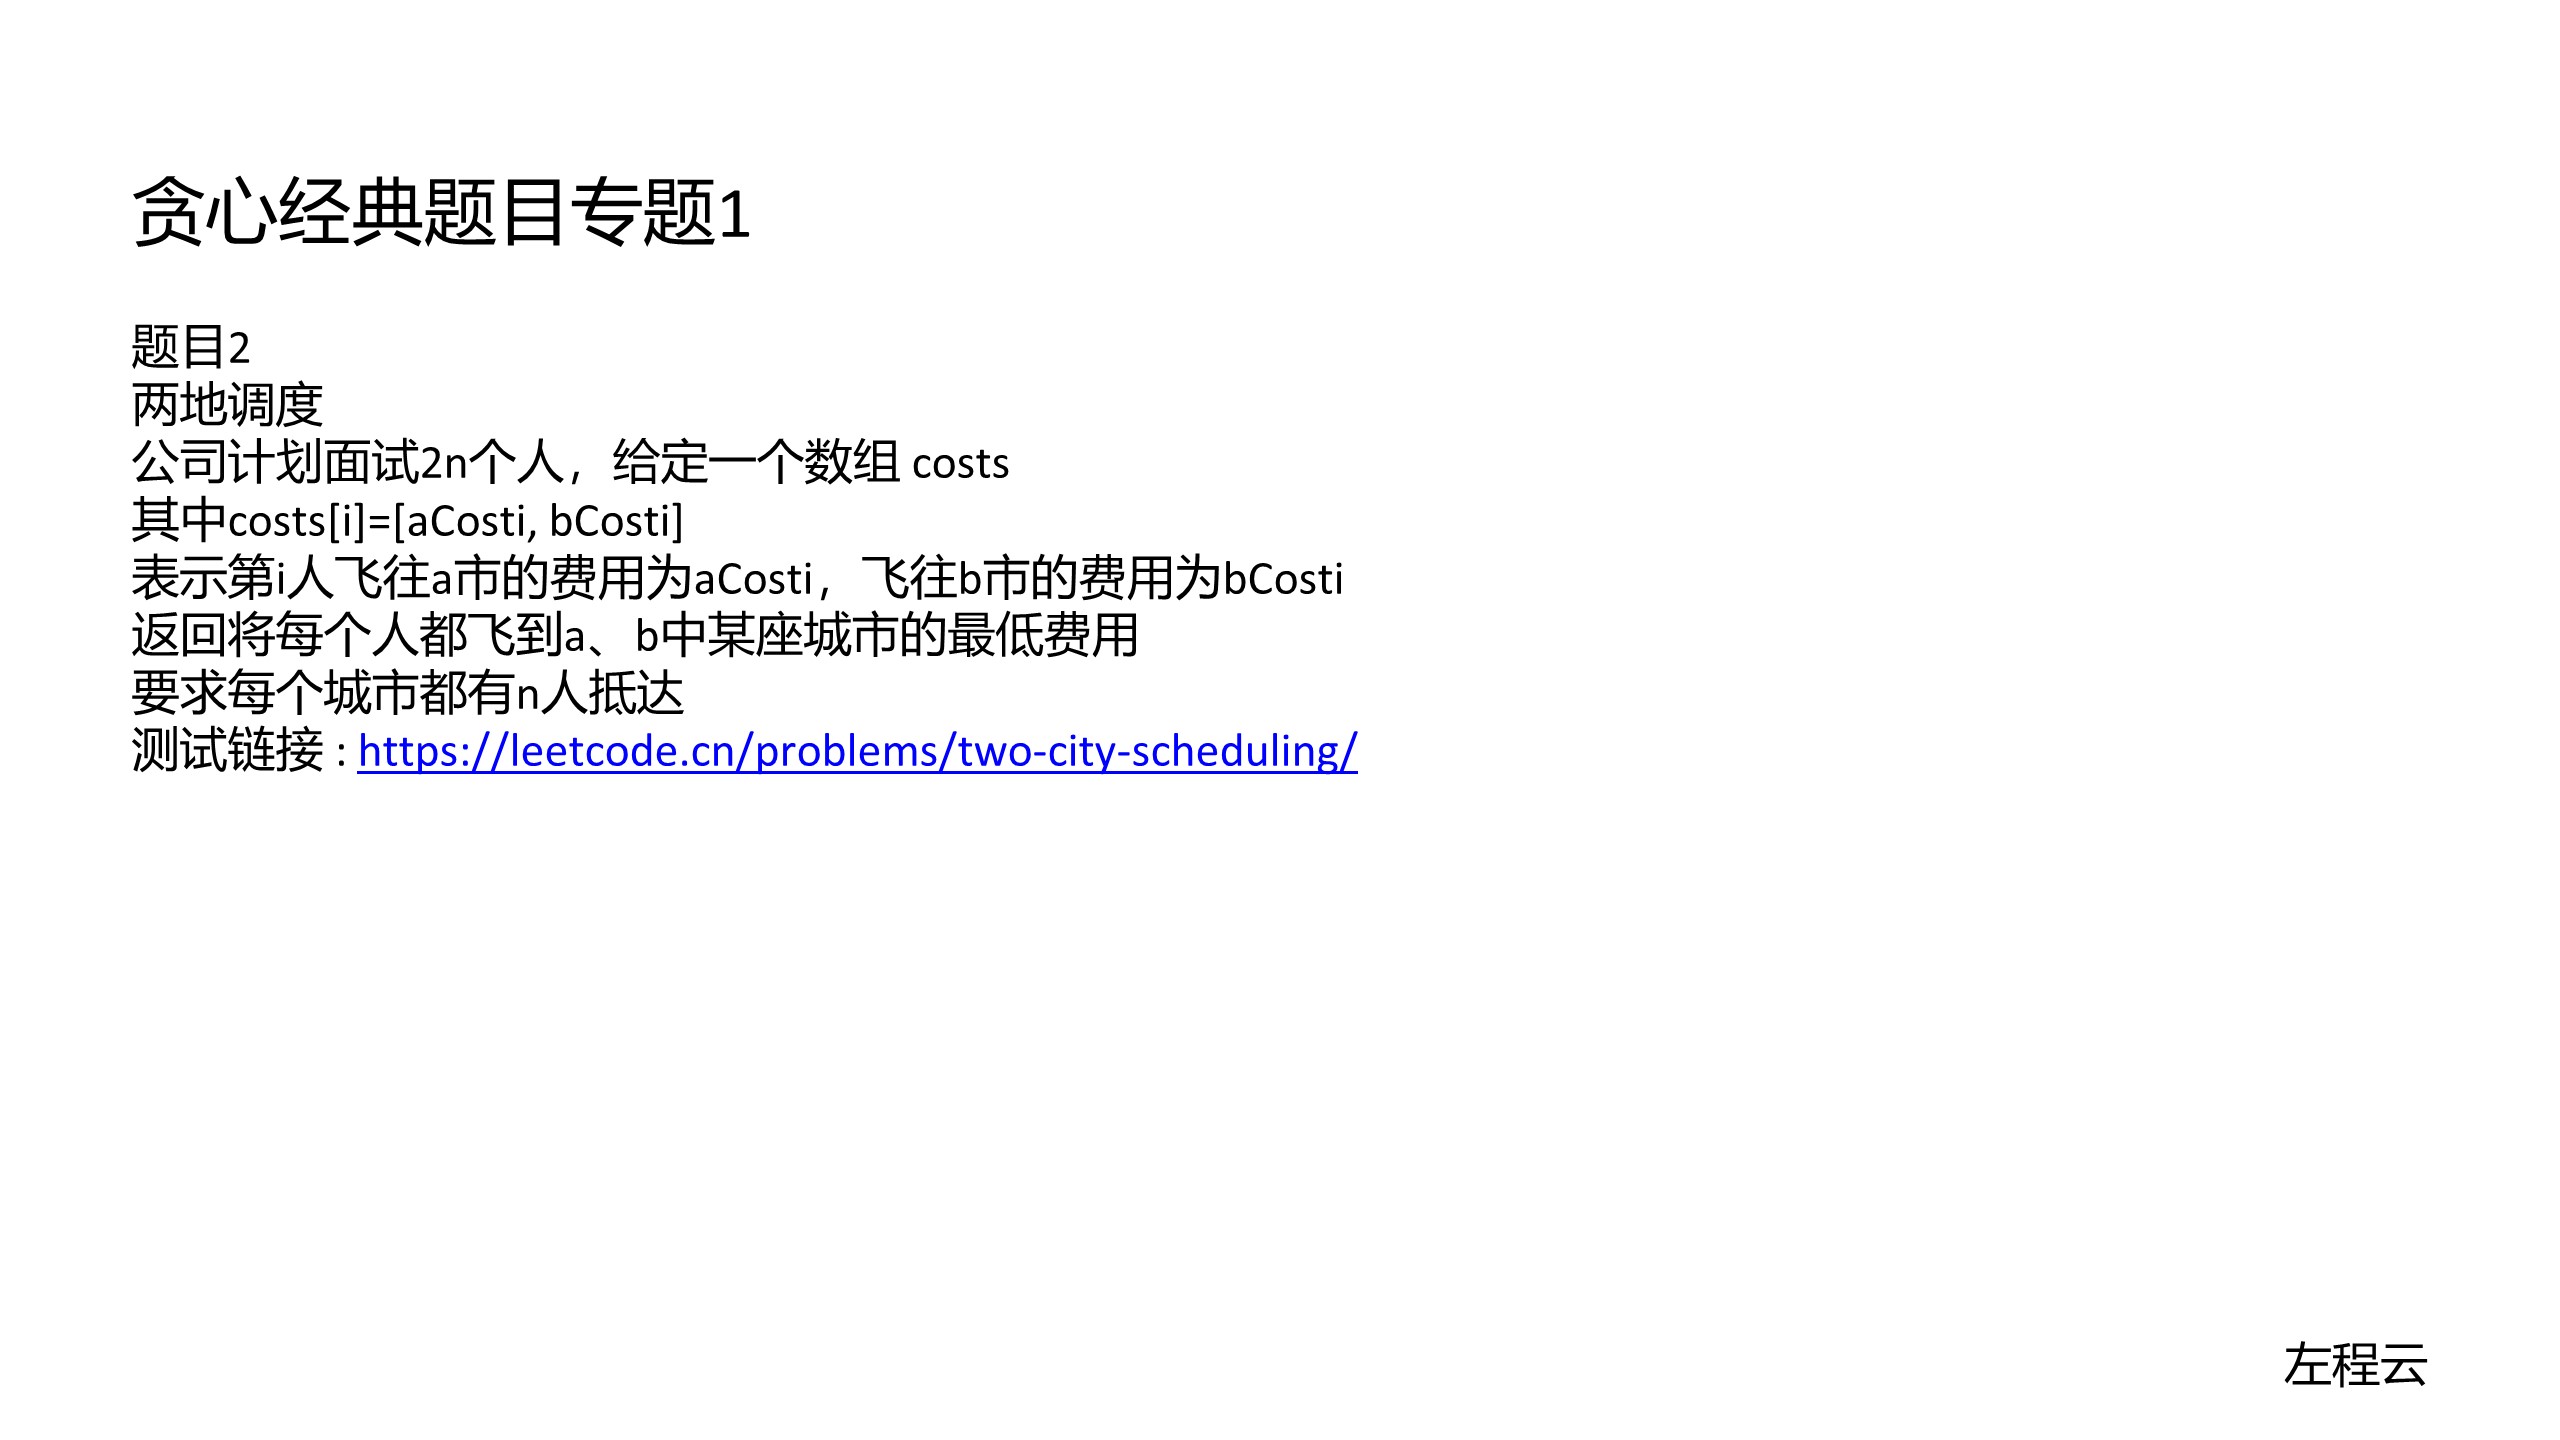 贪心经典题目专题1
题目2
两地调度
公司计划面试2n个人，给定一个数组 costs
其中costs[i]=[aCosti, bCosti]
表示第i人飞往a市的费用为aCosti，飞往b市的费用为bCosti
返回将每个人都飞到a、b中某座城市的最低费用
要求每个城市都有n人抵达
测试链接 : https://leetcode.cn/problems/two-city-scheduling/
左程云